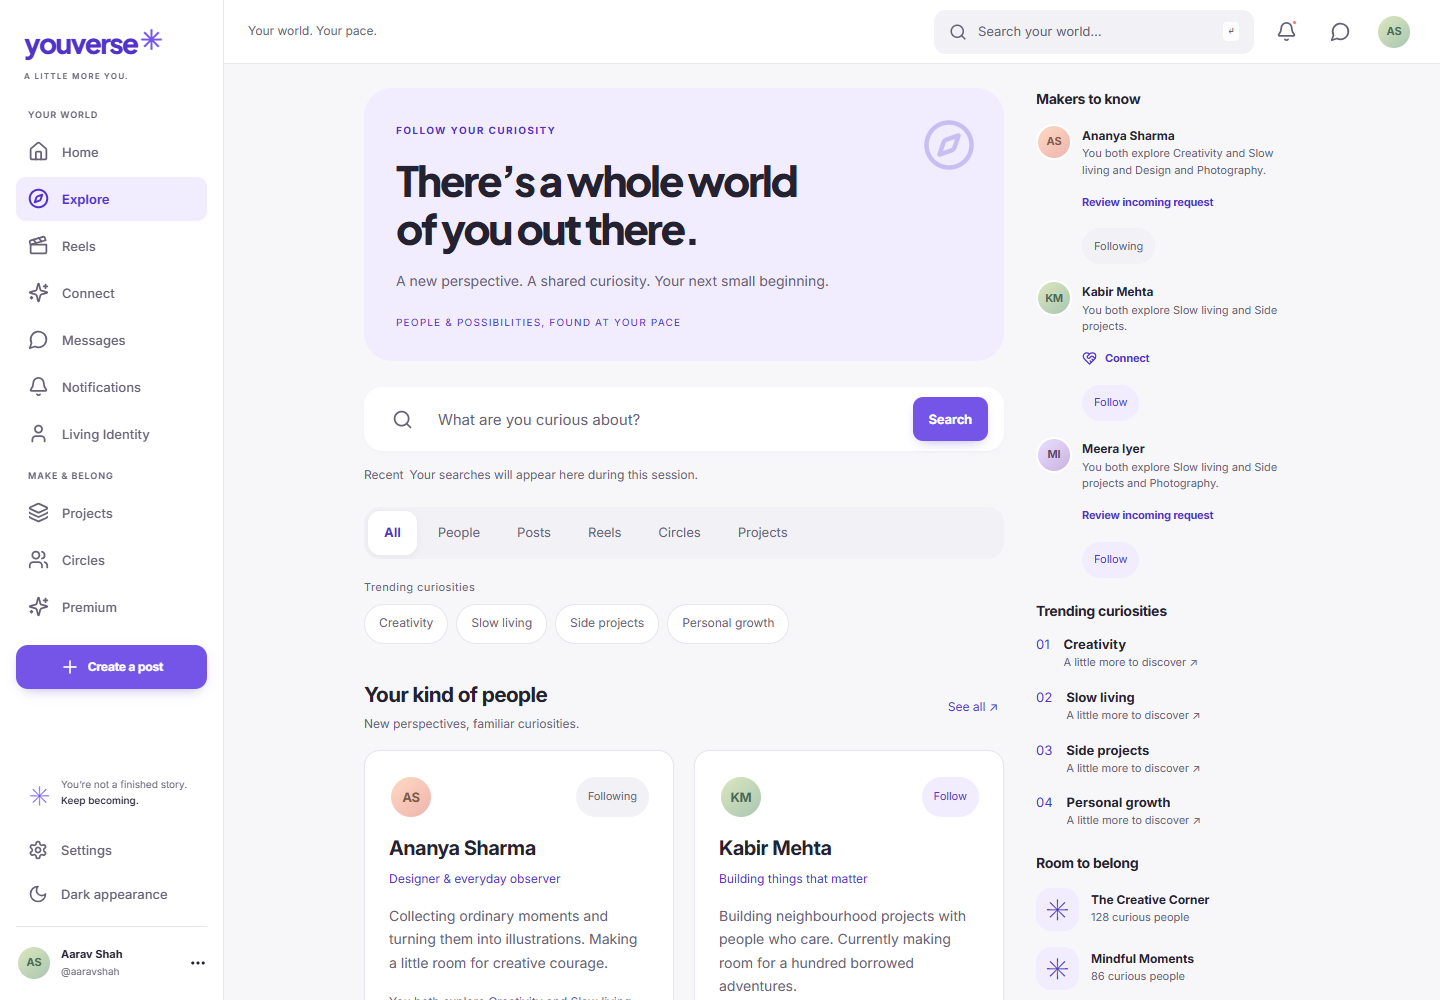 youverse
A LITTLE MORE YOU.
YOUR WORLD
Home
Explore
Reels
Connect
Messages
Notifications
Living Identity
MAKE & BELONG
Projects
Circles
Premium
Create a post
You're not a finished story.
Keep becoming.
Settings
Dark appearance
AS
Aarav Shah
@aaravshah
Your world. Your pace.
Search your world...
AS
FOLLOW YOUR CURIOSITY
There’s a whole world
of you out there.
A new perspective. A shared curiosity. Your next small beginning.
PEOPLE & POSSIBILITIES, FOUND AT YOUR PACE
What are you curious about?
Search
Recent Your searches will appear here during this session.
All
People
Posts
Reels
Circles
Projects
Trending curiosities
Creativity
Slow living
Side projects
Personal growth
Your kind of people
New perspectives, familiar curiosities.
See all ↗
AS
Following
Ananya Sharma
Designer & everyday observer
Collecting ordinary moments and
turning them into illustrations. Making
a little room for creative courage.
You both explore Creativity and Slow living
KM
Follow
Kabir Mehta
Building things that matter
Building neighbourhood projects with
people who care. Currently making
room for a hundred borrowed
adventures.
Makers to know
AS
Ananya Sharma
You both explore Creativity and Slow
living and Design and Photography.
Review incoming request
Following
KM
Kabir Mehta
You both explore Slow living and Side
projects.
Connect
Follow
MI
Meera Iyer
You both explore Slow living and Side
projects and Photography.
Review incoming request
Follow
Trending curiosities
01 Creativity
A little more to discover ↗
02 Slow living
A little more to discover ↗
03 Side projects
A little more to discover ↗
04 Personal growth
A little more to discover ↗
Room to belong
The Creative Corner
128 curious people
Mindful Moments
86 curious people